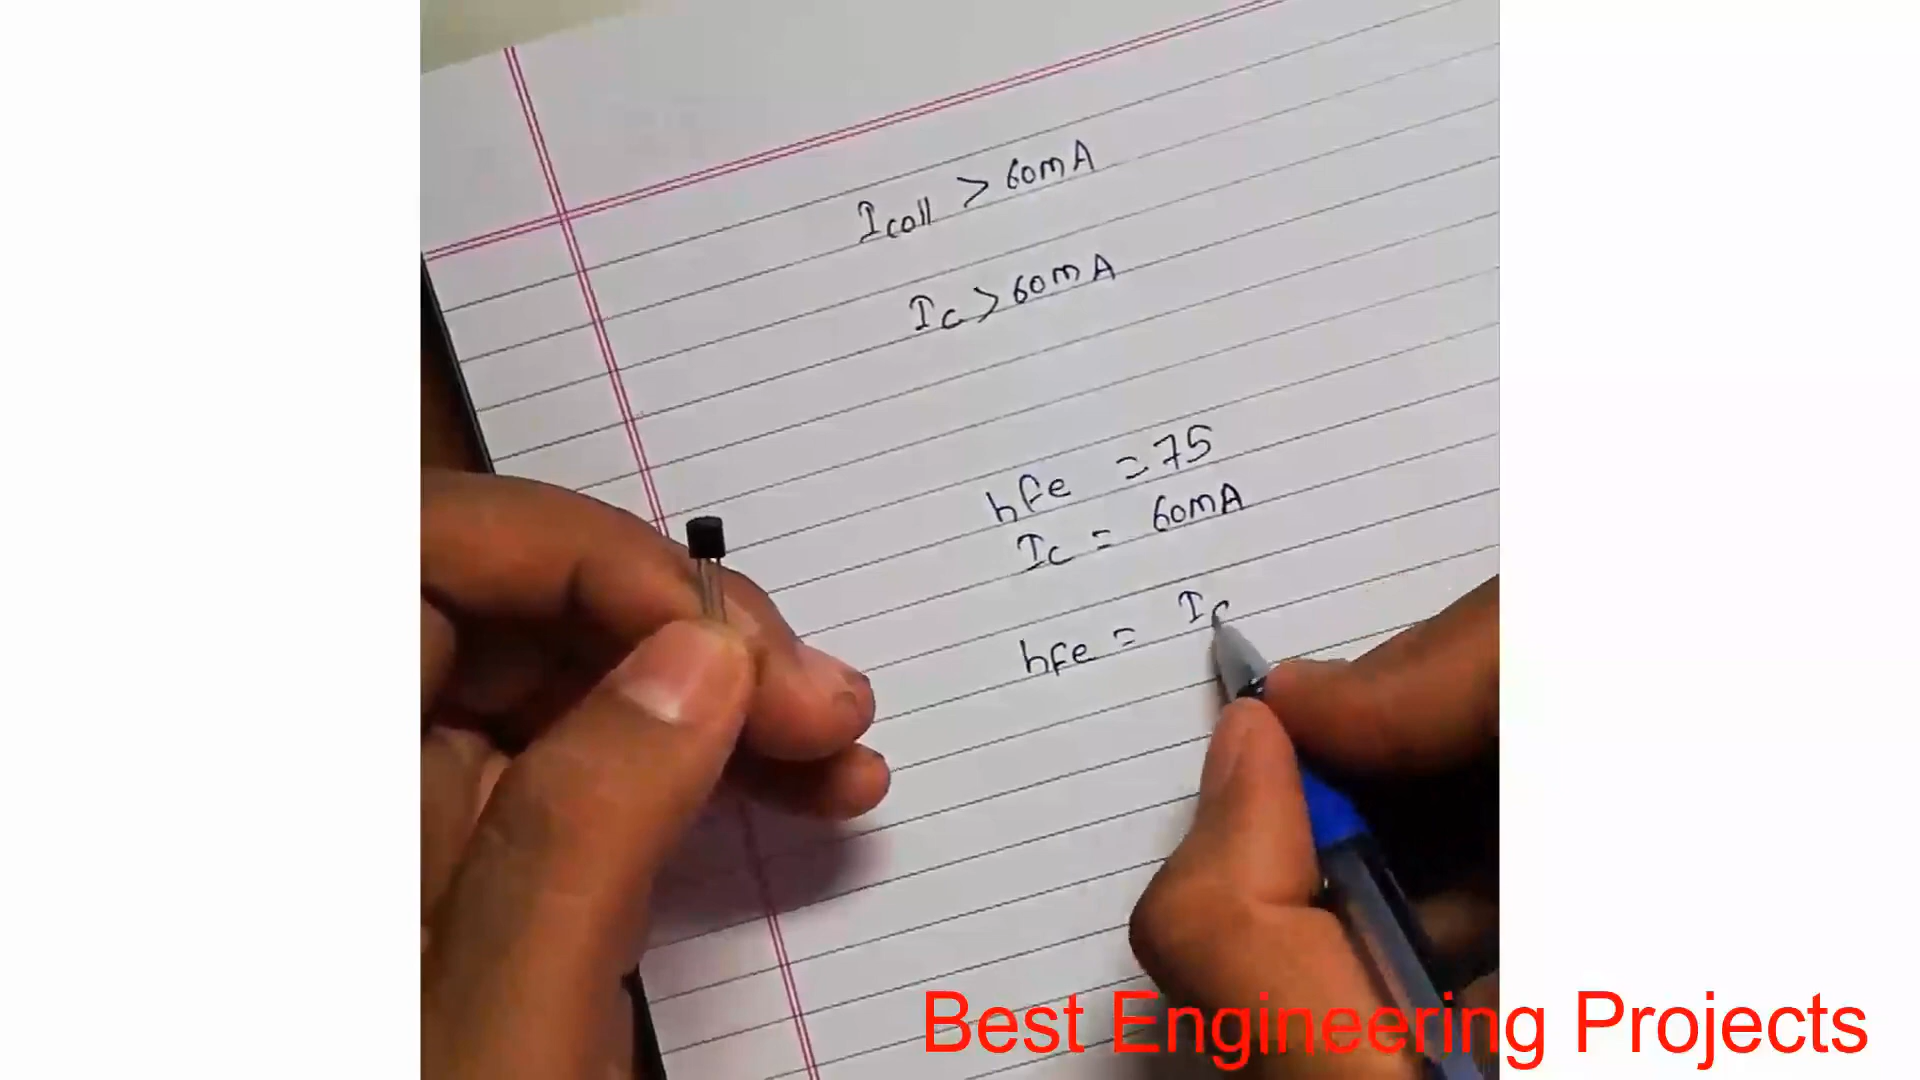 Icoll > 60mA
Ic > 60mA
hfe = 75
Ic = 60mA
hfe = Ic
Best Engineering Projects